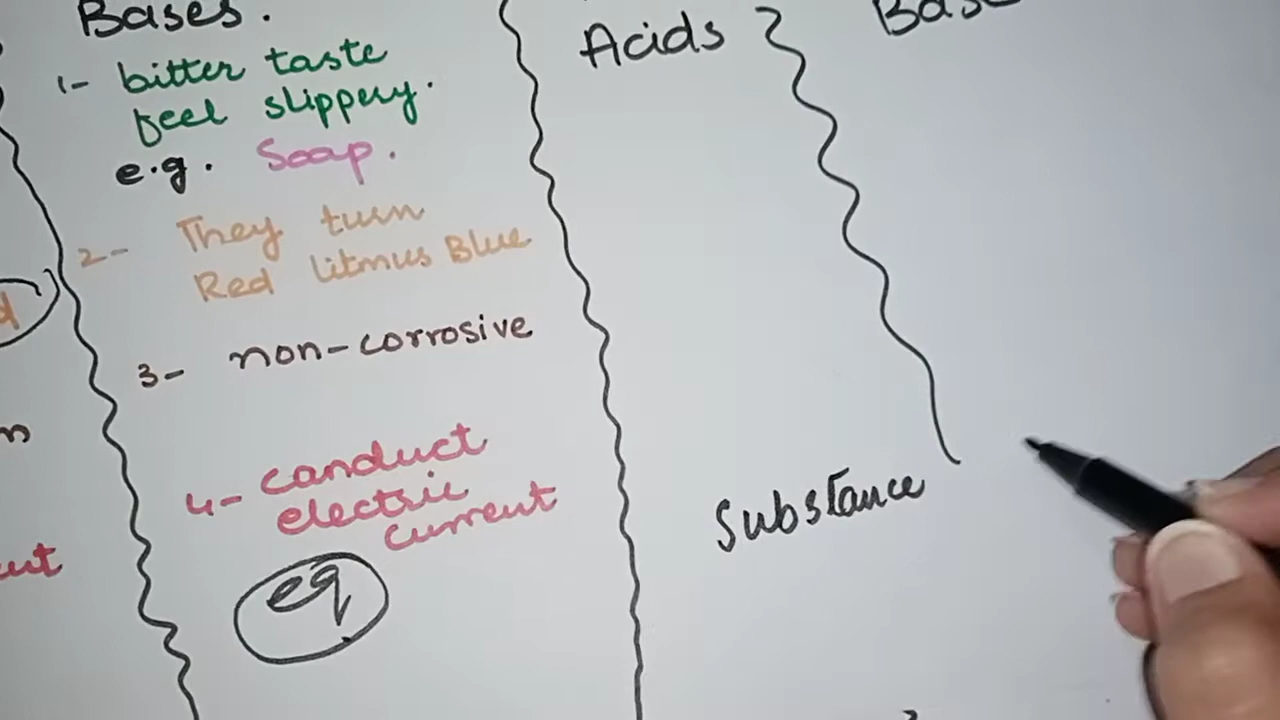 Bases.
1- bitter taste
feel slippery.
e.g. Soap.
2- They turn
Red litmus Blue
3- non-corrosive
4- conduct
electric
current
eq
Acids
Substance